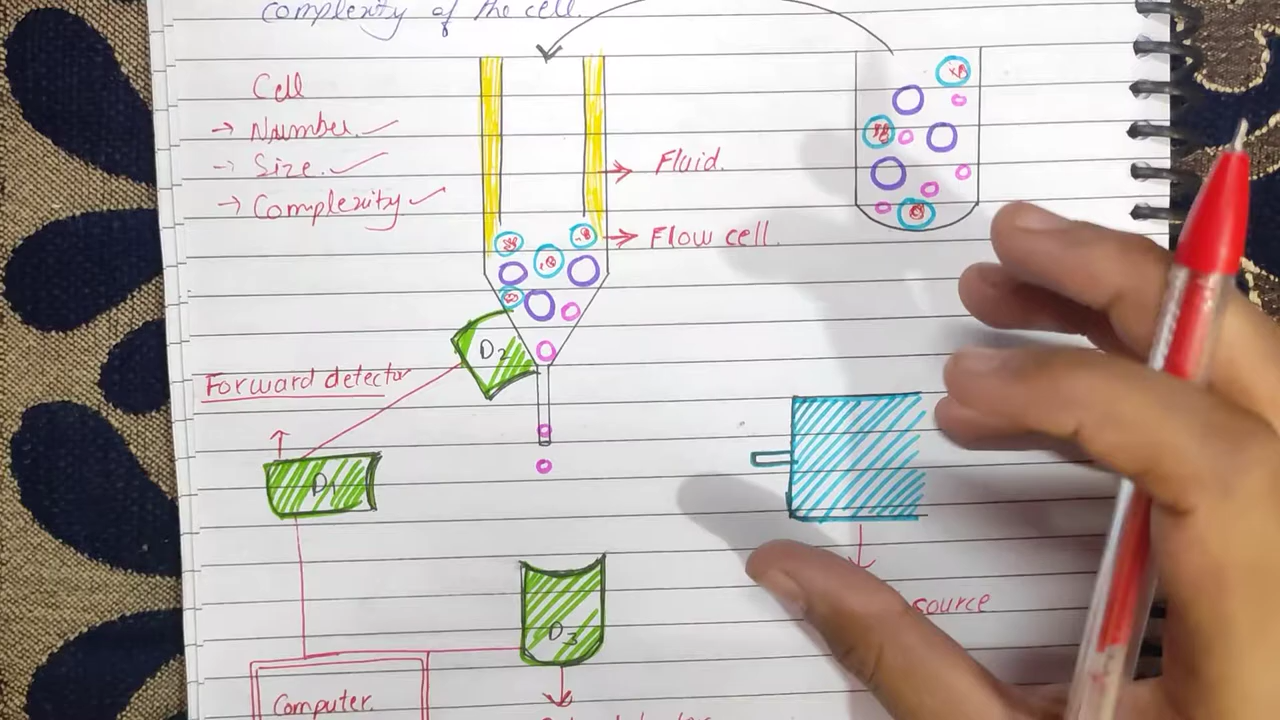 complexity of the cell.
Cell
→ Number.
→ Size.
→ Complexity
Fluid.
Flow cell.
D2
Forward detector
D1
source
D3
Computer.